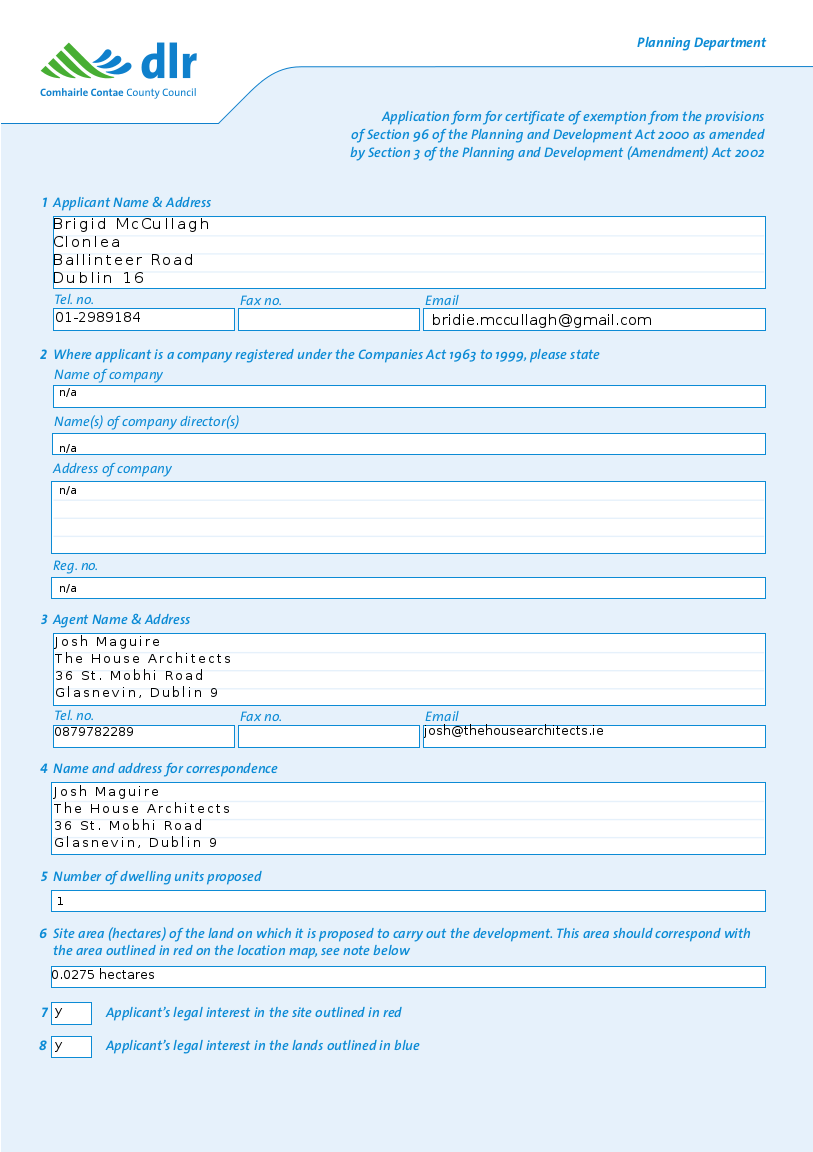 Planning Department
dlr
Comhairle Contae County Council
Application form for certificate of exemption from the provisions
of Section 96 of the Planning and Development Act 2000 as amended
by Section 3 of the Planning and Development (Amendment) Act 2002
1 Applicant Name & Address
Brigid McCullagh
Clonlea
Ballinteer Road
Dublin 16
Tel. no. Fax no. Email
01-2989184 bridie.mccullagh@gmail.com
2 Where applicant is a company registered under the Companies Act 1963 to 1999, please state
Name of company
n/a
Name(s) of company director(s)
n/a
Address of company
n/a
Reg. no.
n/a
3 Agent Name & Address
Josh Maguire
The House Architects
36 St. Mobhi Road
Glasnevin, Dublin 9
Tel. no. Fax no. Email
0879782289 josh@thehousearchitects.ie
4 Name and address for correspondence
Josh Maguire
The House Architects
36 St. Mobhi Road
Glasnevin, Dublin 9
5 Number of dwelling units proposed
1
6 Site area (hectares) of the land on which it is proposed to carry out the development. This area should correspond with
the area outlined in red on the location map, see note below
0.0275 hectares
7 y Applicant's legal interest in the site outlined in red
8 y Applicant's legal interest in the lands outlined in blue